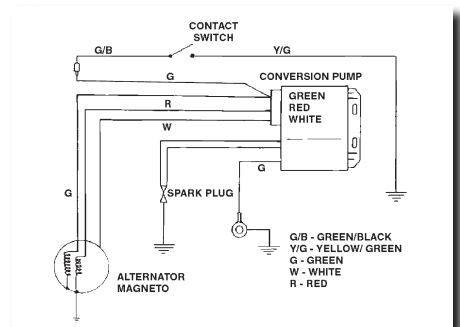 CONTACT
SWITCH
G/B
Y/G
G
CONVERSION PUMP
GREEN
RED
WHITE
R
W
G
G
SPARK PLUG
G/B - GREEN/BLACK
Y/G - YELLOW/ GREEN
G - GREEN
W - WHITE
R - RED
ALTERNATOR
MAGNETO